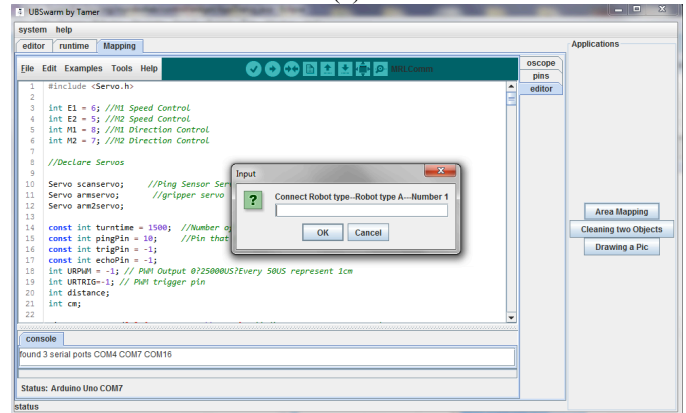 UBSwarm by Tamer
system help
editor runtime Mapping
Applications
File Edit Examples Tools Help
MRLComm
oscope
pins
editor
1 #include <Servo.h>
2
3 int E1 = 6; //M1 Speed Control
4 int E2 = 5; //M2 Speed Control
5 int M1 = 8; //M1 Direction Control
6 int M2 = 7; //M2 Direction Control
7
8 //Declare Servos
9
10 Servo scanservo; //Ping Sensor Ser
11 Servo armservo; //gripper servo
12 Servo arm2servo;
13
14 const int turntime = 1500; //Number o
15 const int pingPin = 10; //Pin that
16 const int trigPin = -1;
17 const int echoPin = -1;
18 int URPWM = -1; // PWM Output 0?25000US?Every 50US represent 1cm
19 int URTRIG=-1; // PWM trigger pin
20 int distance;
21 int cm;
22
Input
Connect Robot type--Robot type A---Number 1
OK Cancel
Area Mapping
Cleaning two Objects
Drawing a Pic
console
found 3 serial ports COM4 COM7 COM16
Status: Arduino Uno COM7
status